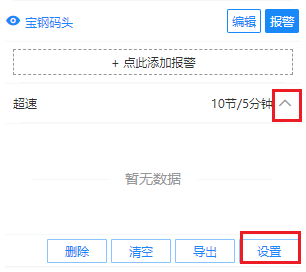 宝钢码头 编辑 报警
+ 点此添加报警
超速 10节/5分钟
暂无数据
删除 清空 导出 设置